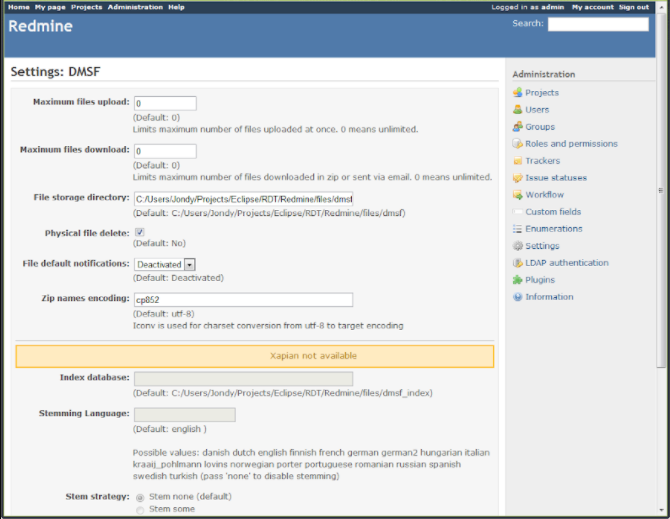 Home My page Projects Administration Help
Logged in as admin My account Sign out
Redmine
Search:
Settings: DMSF
Maximum files upload: 0
(Default: 0)
Limits maximum number of files uploaded at once. 0 means unlimited.
Maximum files download: 0
(Default: 0)
Limits maximum number of files downloaded in zip or sent via email. 0 means unlimited.
File storage directory: C:/Users/Jondy/Projects/Eclipse/RDT/Redmine/files/dmsf
(Default: C:/Users/Jondy/Projects/Eclipse/RDT/Redmine/files/dmsf)
Physical file delete:
(Default: No)
File default notifications: Deactivated
(Default: Deactivated)
Zip names encoding: cp852
(Default: utf-8)
Iconv is used for charset conversion from utf-8 to target encoding
Xapian not available
Index database:
(Default: C:/Users/Jondy/Projects/Eclipse/RDT/Redmine/files/dmsf_index)
Stemming Language:
(Default: english )
Possible values: danish dutch english finnish french german german2 hungarian italian
kraaij_pohlmann lovins norwegian porter portuguese romanian russian spanish
swedish turkish (pass 'none' to disable stemming)
Stem strategy: Stem none (default)
Stem some
Administration
Projects
Users
Groups
Roles and permissions
Trackers
Issue statuses
Workflow
Custom fields
Enumerations
Settings
LDAP authentication
Plugins
Information